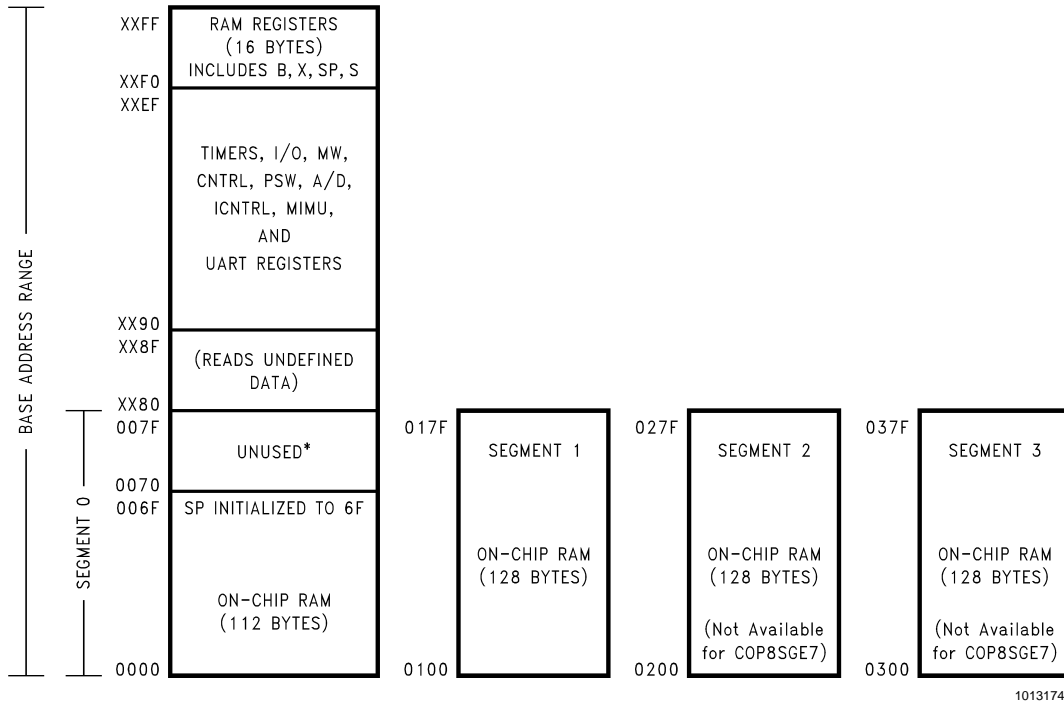 XXFF
RAM REGISTERS
(16 BYTES)
INCLUDES B, X, SP, S
XXF0
XXEF
TIMERS, I/O, MW,
CNTRL, PSW, A/D,
ICNTRL, MIMU,
AND
UART REGISTERS
XX90
XX8F
(READS UNDEFINED
DATA)
XX80
007F
UNUSED*
0070
006F
SP INITIALIZED TO 6F
ON-CHIP RAM
(112 BYTES)
0000
BASE ADDRESS RANGE
SEGMENT 0
017F
SEGMENT 1
ON-CHIP RAM
(128 BYTES)
0100
027F
SEGMENT 2
ON-CHIP RAM
(128 BYTES)
(Not Available
for COP8SGE7)
0200
037F
SEGMENT 3
ON-CHIP RAM
(128 BYTES)
(Not Available
for COP8SGE7)
0300
1013174